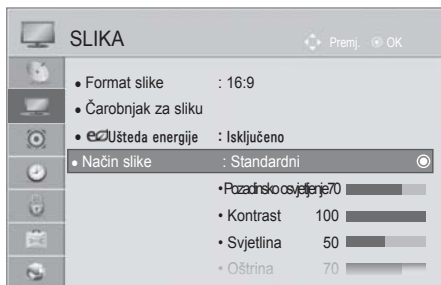 SLIKA
Premj. OK
• Format slike : 16:9
• Čarobnjak za sliku
• eco Ušteda energije : Isključeno
• Način slike : Standardni
• Pozadinsko osvjetljenje 70
• Kontrast 100
• Svjetlina 50
• Oštrina 70